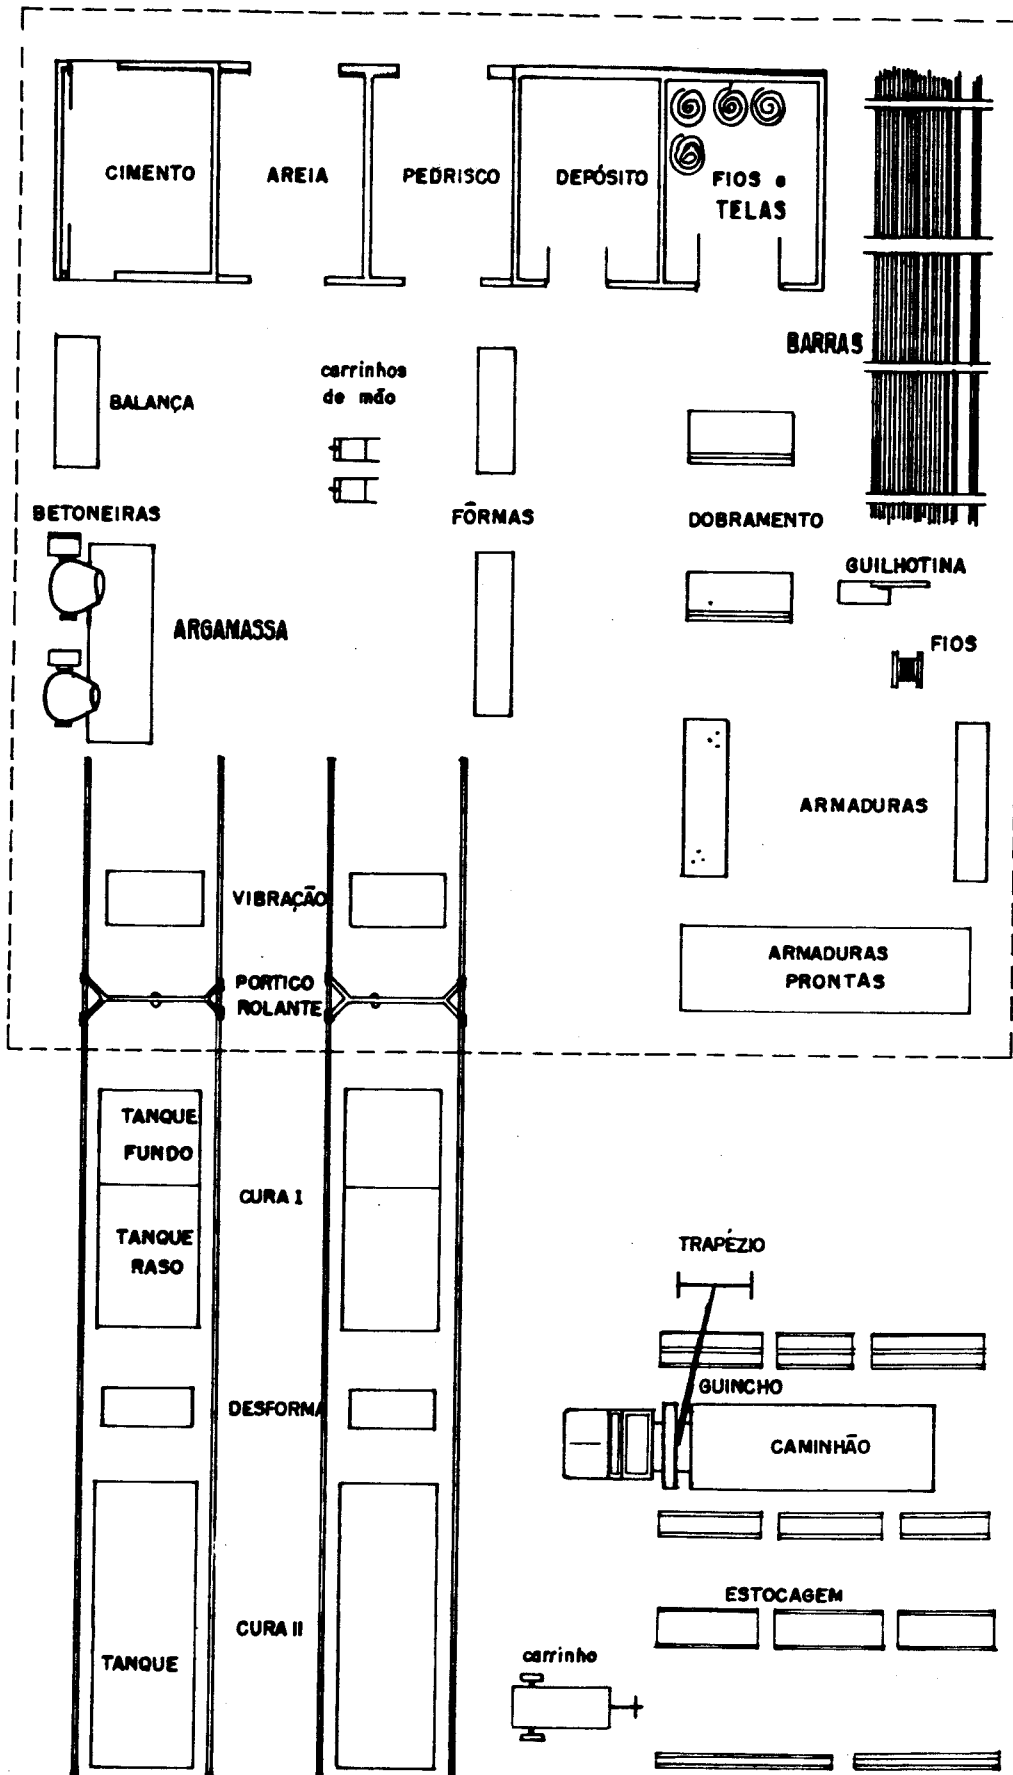 CIMENTO
AREIA
PEDRISCO
DEPÓSITO
FIOS e
TELAS
BARRAS
BALANÇA
carrinhos
de mão
BETONEIRAS
FÔRMAS
DOBRAMENTO
GUILHOTINA
ARGAMASSA
FIOS
ARMADURAS
VIBRAÇÃO
ARMADURAS
PRONTAS
PORTICO
ROLANTE
TANQUE
FUNDO
CURA I
TANQUE
RASO
TRAPÉZIO
GUINCHO
DESFORMA
CAMINHÃO
ESTOCAGEM
CURA II
TANQUE
carrinho